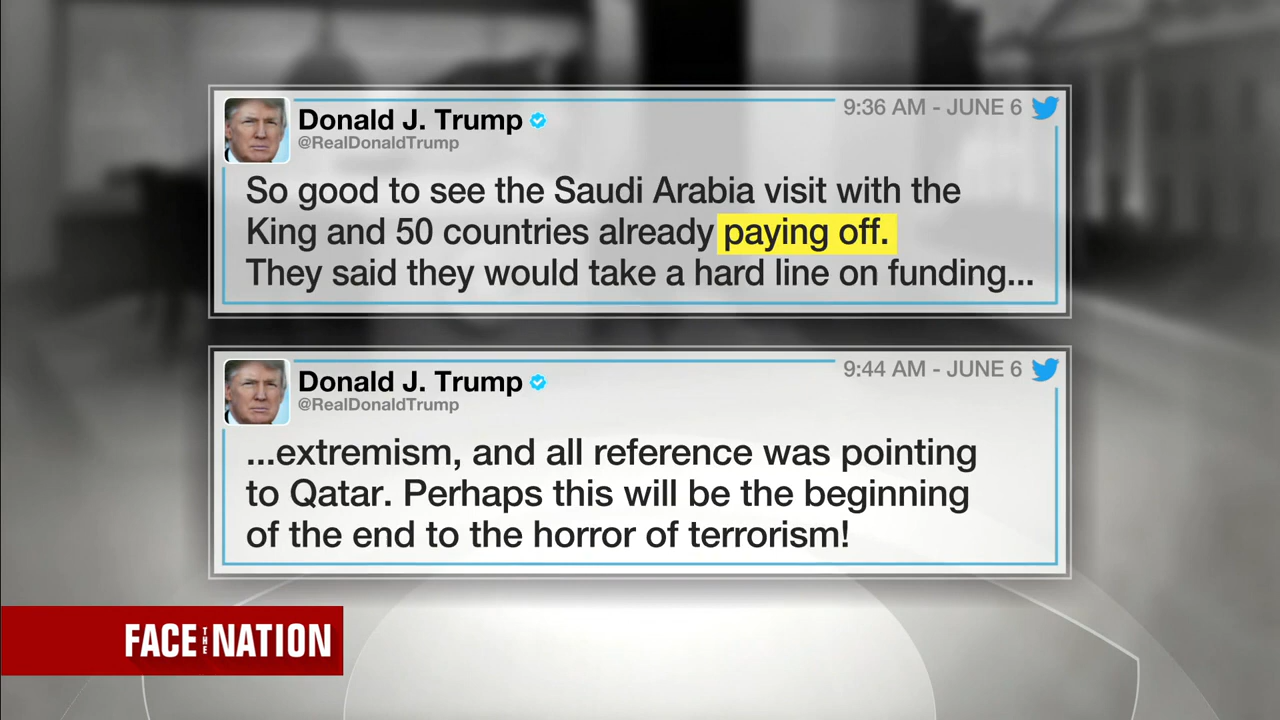 Donald J. Trump
9:36 AM - JUNE 6
@RealDonaldTrump
So good to see the Saudi Arabia visit with the
King and 50 countries already paying off.
They said they would take a hard line on funding...
Donald J. Trump
9:44 AM - JUNE 6
@RealDonaldTrump
...extremism, and all reference was pointing
to Qatar. Perhaps this will be the beginning
of the end to the horror of terrorism!
FACE THE NATION